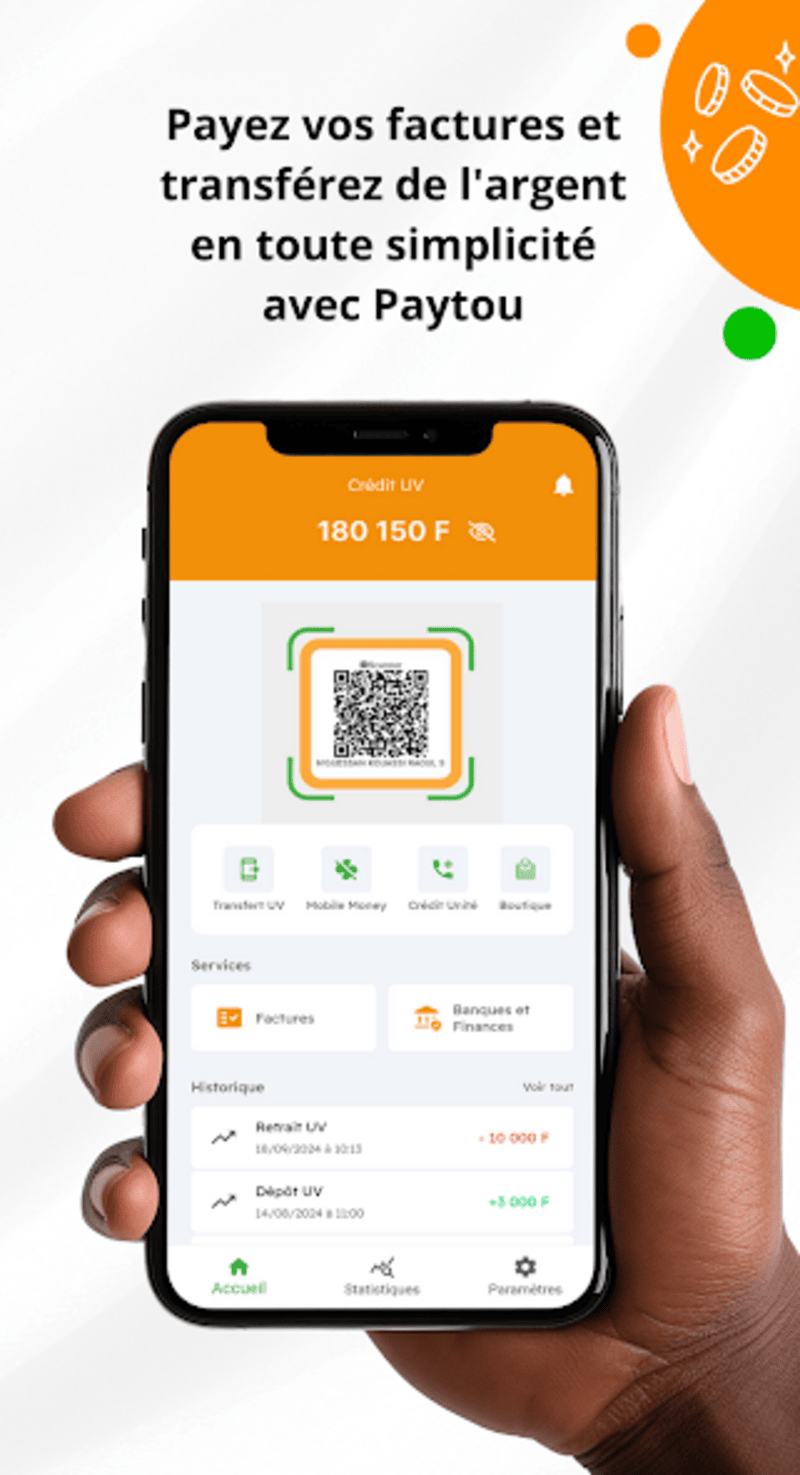 Payez vos factures et
transférez de l'argent
en toute simplicité
avec Paytou
Crédit UV
180 150 F
Transfert UV
Mobile Money
Crédit Unité
Boutique
Services
Factures
Banques et
Finances
Historique
Voir tout
Retrait UV
18/09/2024 à 10:13
- 10 000 F
Dépôt UV
14/08/2024 à 11:00
+3 000 F
Accueil
Statistiques
Paramètres